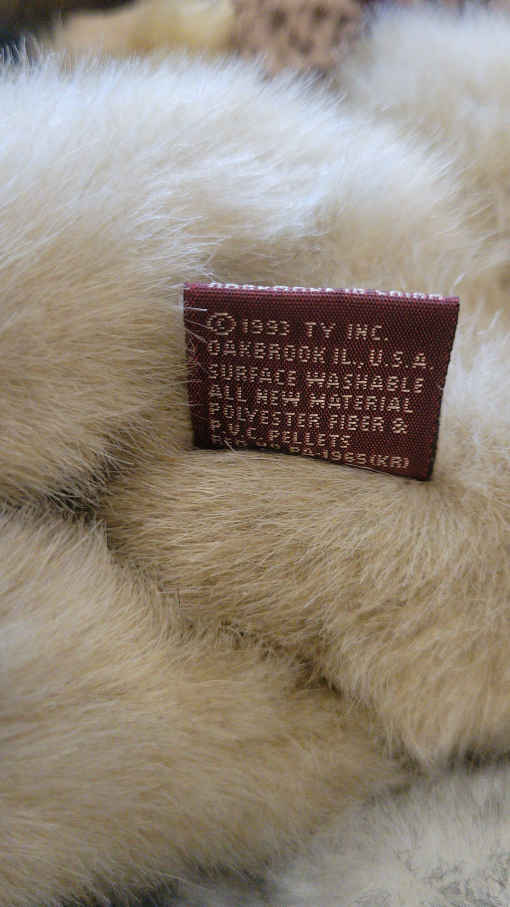 © 1993 TY INC.
OAKBROOK IL., U.S.A.
SURFACE WASHABLE
ALL NEW MATERIAL
POLYESTER FIBER &
P.V.C. PELLETS
PA-1965(KR)